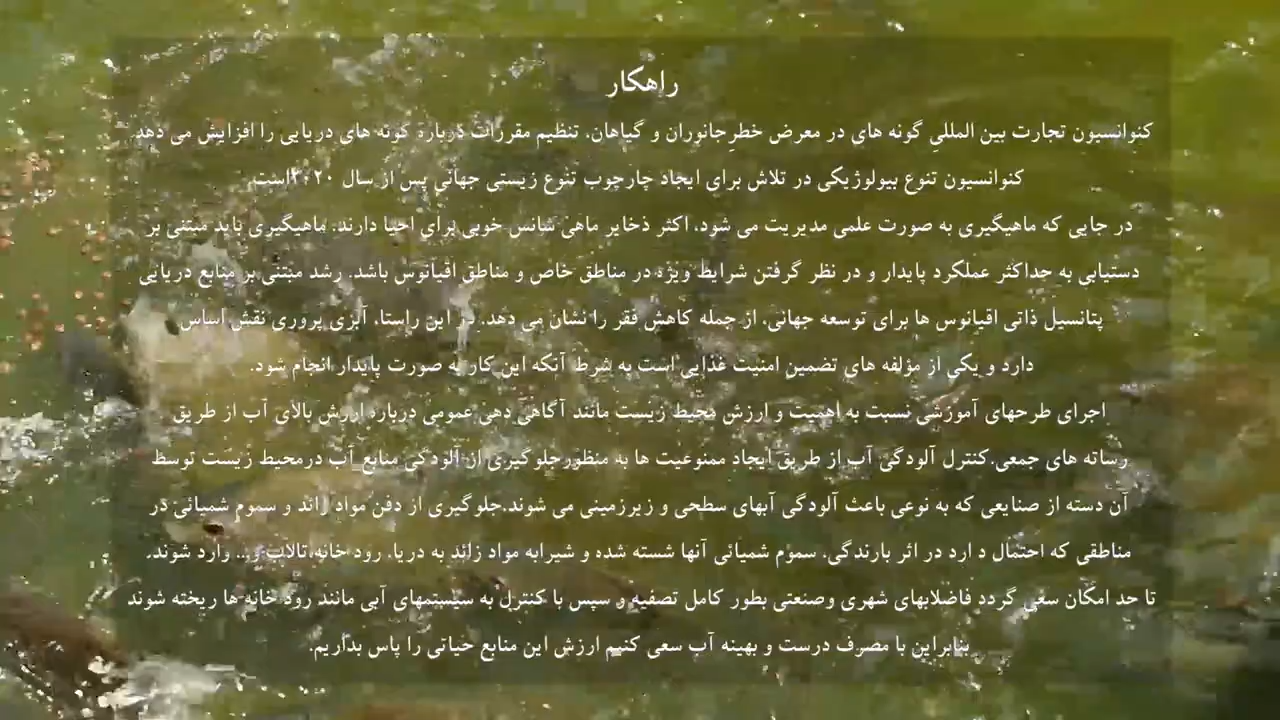 راهکار
کنوانسیون تجارت بین المللیِ گونه های در معرض خطرِجانوران و گیاهان، تنظیم مقررات درباره گونه های دریایی را افزایش می دهد.
کنوانسیون تنوع بیولوژیکی در تلاش برای ایجاد چارچوب تنوع زیستی جهانی پس از سال ۲۰۲۰است.
در جایی که ماهیگیری به صورت علمی مدیریت می شود، اکثر ذخایر ماهی شانس خوبی برای احیا دارند. ماهیگیری باید مبتنی بر
دستیابی به حداکثر عملکرد پایدار و در نظر گرفتن شرایط ویژه در مناطق خاص و مناطق اقیانوس باشد. رشد مبتنی بر منابع دریایی
پتانسیل ذاتی اقیانوس ها برای توسعه جهانی، از جمله کاهش فقر را نشان می دهد. در این راستا، آبزی پروری نقش اساسی
دارد و یکی از مؤلفه های تضمین امنیت غذایی است به شرط آنکه این کار به صورت پایدار انجام شود.
اجرای طرحهای آموزشی نسبت به اهمیت و ارزش محیط زیست مانند آگاهی دهی عمومی درباره ارزش بالای آب از طریق
رسانه های جمعی.کنترل آلودگی آب از طریق ایجاد ممنوعیت ها به منظورجلوگیری از آلودگی منابع آب درمحیط زیست توسط
آن دسته از صنایعی که به نوعی باعث آلودگی آبهای سطحی و زیرزمینی می شوند.جلوگیری از دفن مواد زائد و سموم شمیائی در
مناطقی که احتمال د ارد در اثر بارندگی، سموم شمیائی آنها شسته شده و شیرابه مواد زائد به دریا، رود خانه،تالاب و... وارد شوند.
تا حد امکان سعی گردد فاضلابهای شهری وصنعتی بطور کامل تصفیه و سپس با کنترل به سیستمهای آبی مانند رود خانه ها ریخته شوند
بنابراین با مصرف درست و بهینه آب سعی کنیم ارزش این منابع حیاتی را پاس بداریم.